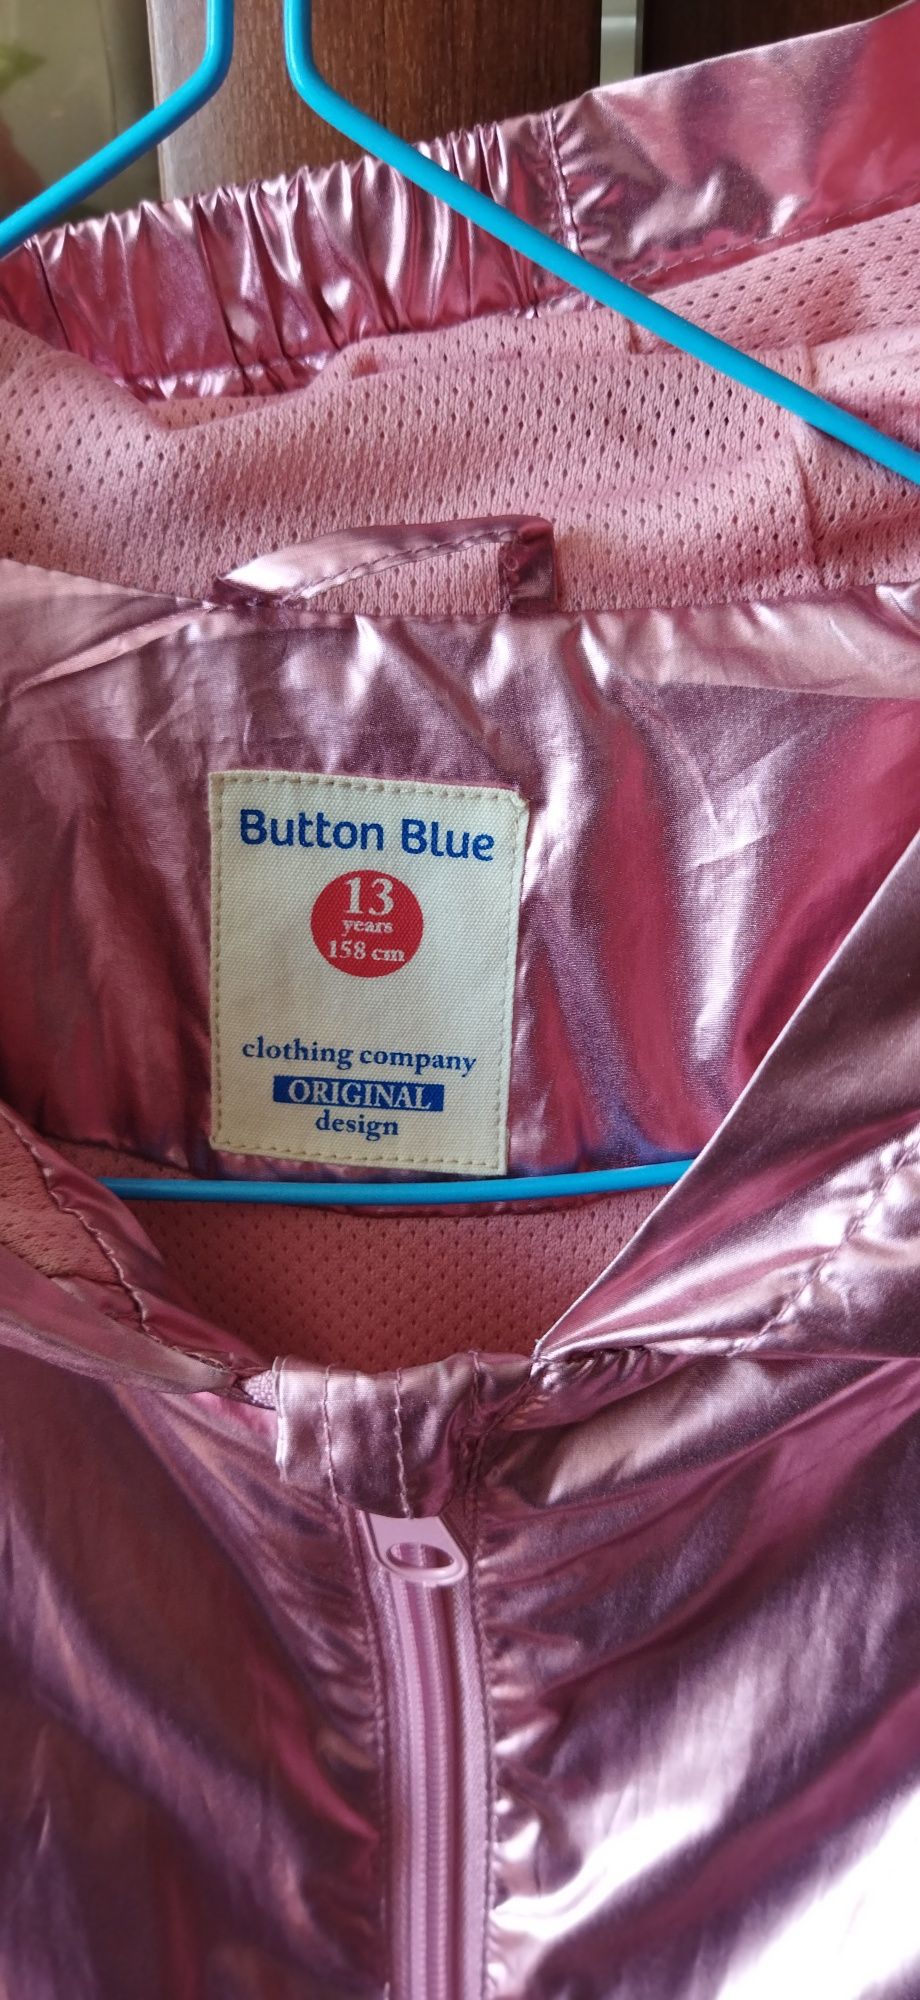 Button Blue
13
years
158 cm
clothing company
ORIGINAL
design